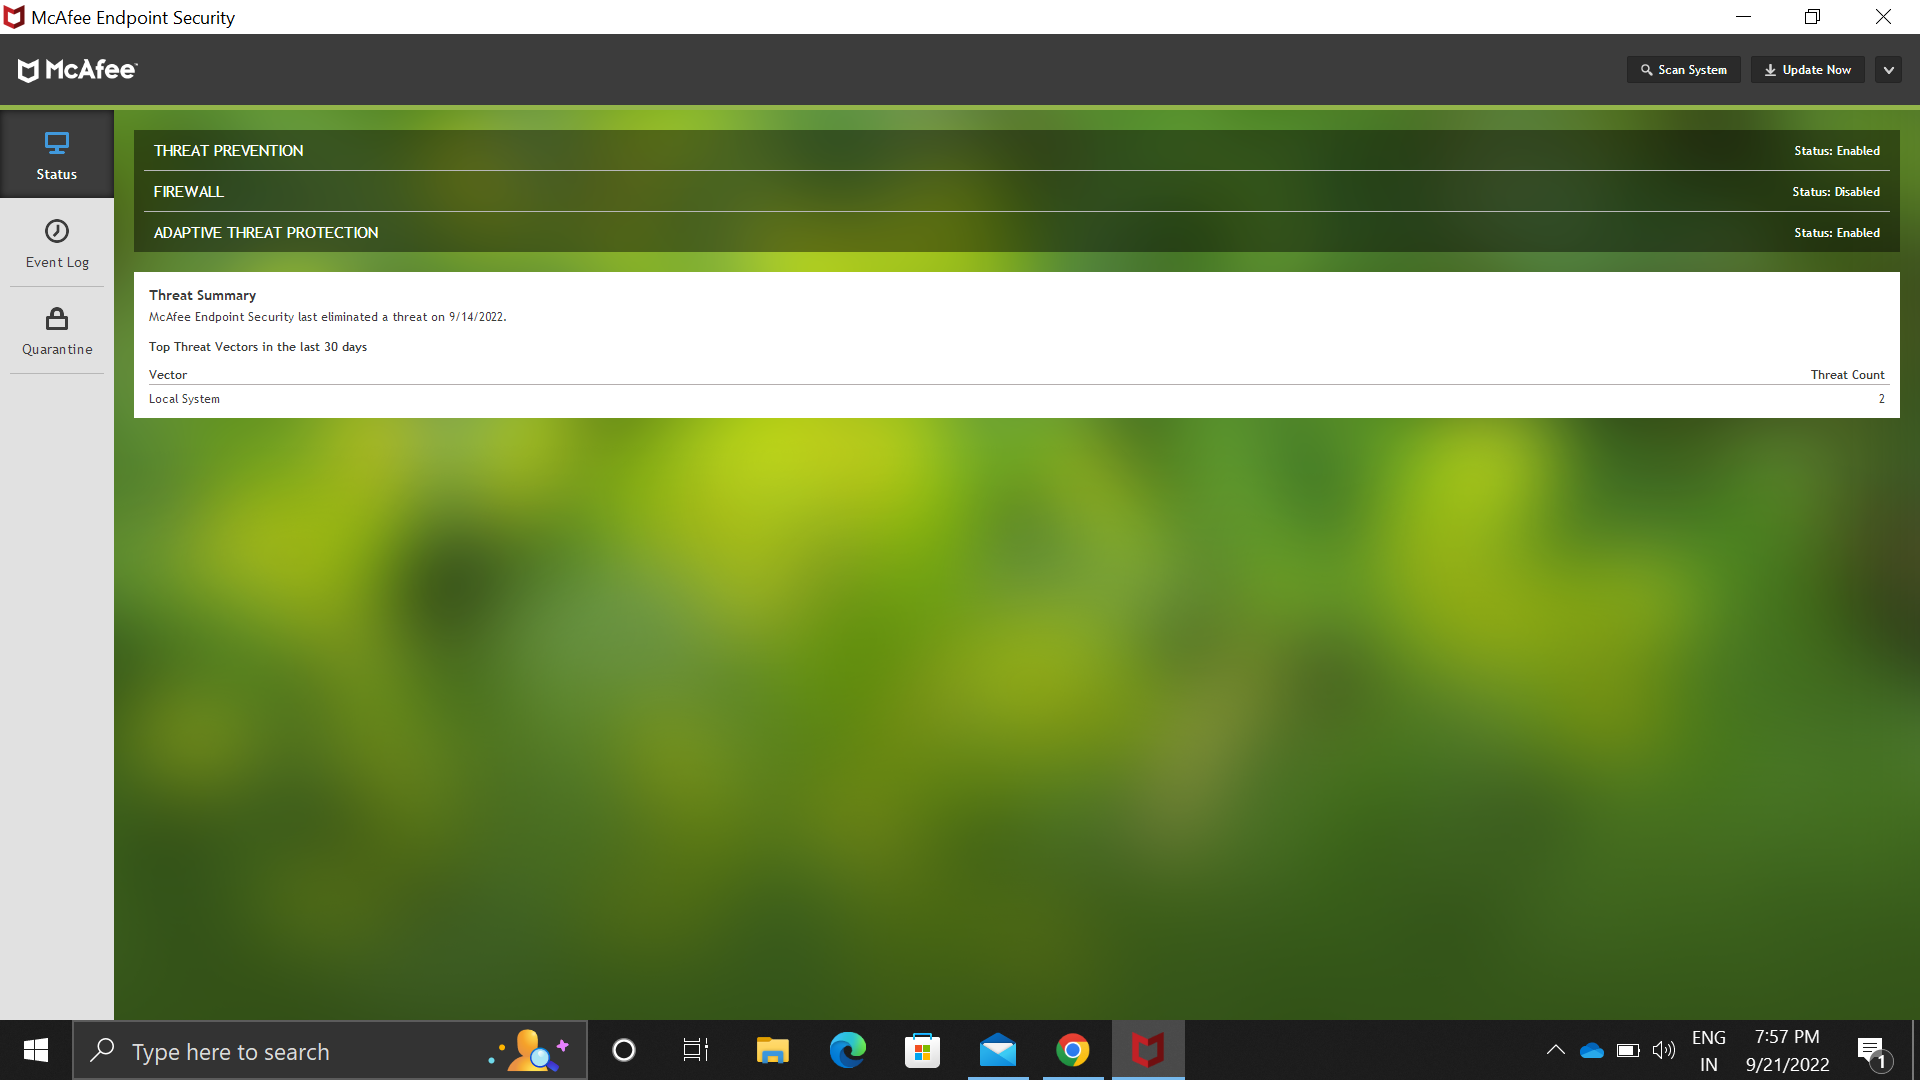 McAfee Endpoint Security
McAfee
Scan System
Update Now
Status
Event Log
Quarantine
THREAT PREVENTION Status: Enabled
FIREWALL Status: Disabled
ADAPTIVE THREAT PROTECTION Status: Enabled
Threat Summary
McAfee Endpoint Security last eliminated a threat on 9/14/2022.
Top Threat Vectors in the last 30 days
Vector Threat Count
Local System 2
Type here to search
ENG
IN
7:57 PM
9/21/2022
1